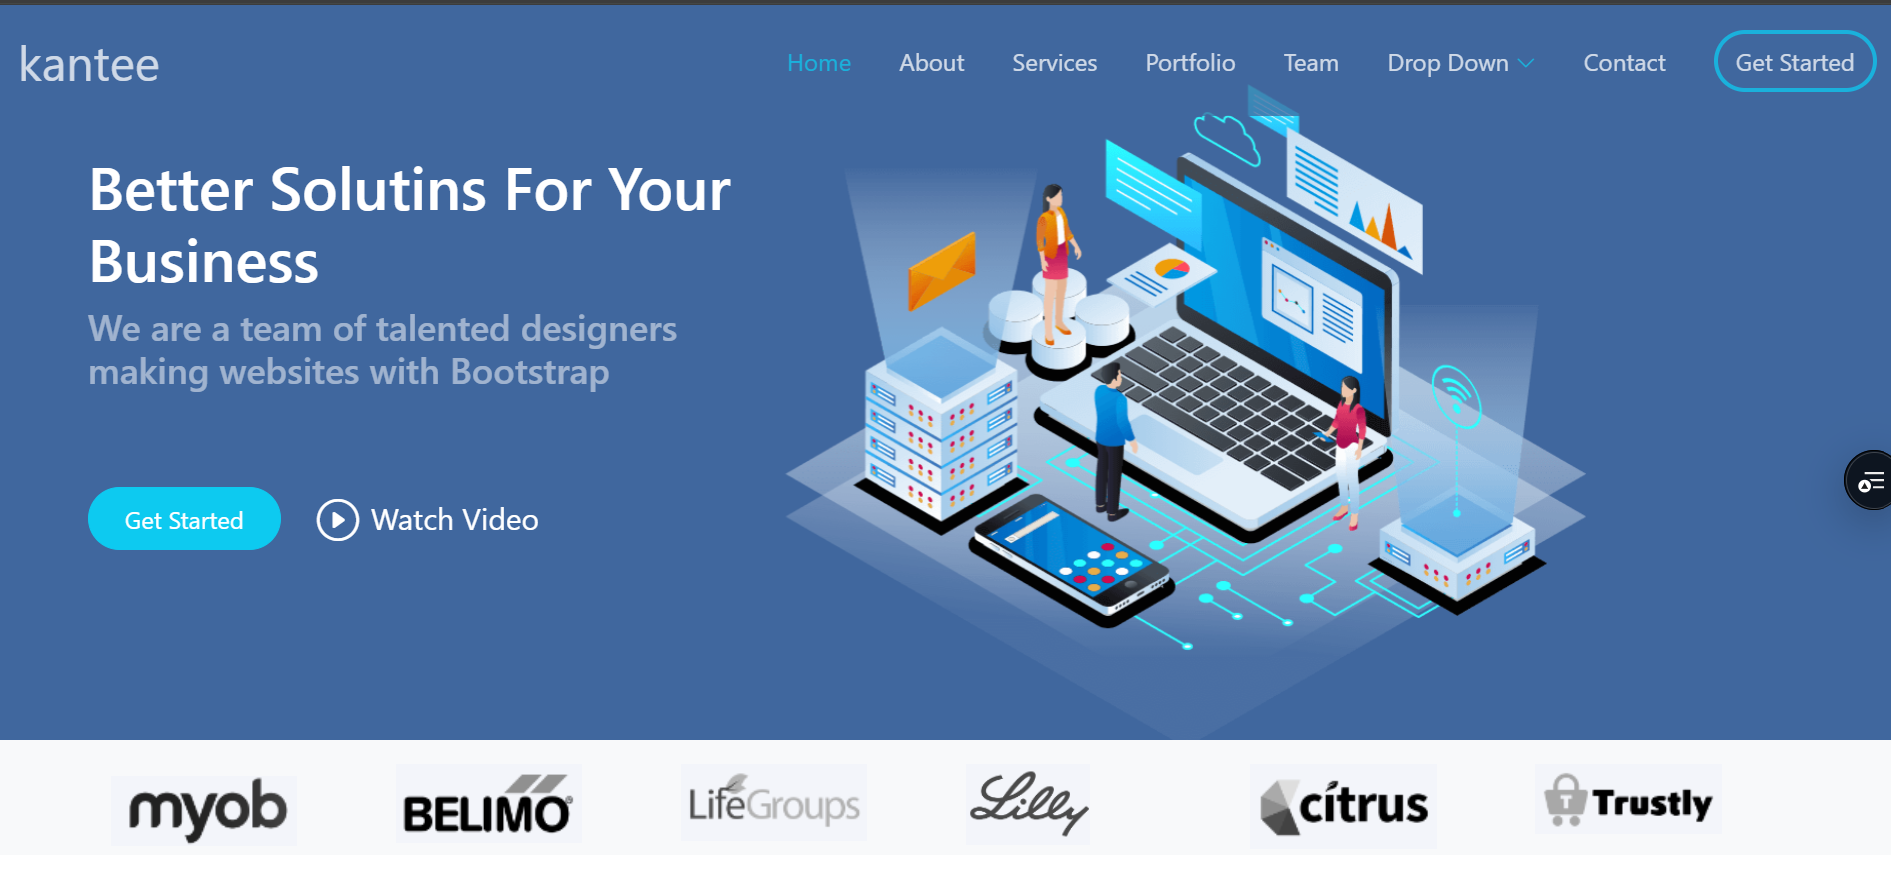 kantee
Home About Services Portfolio Team Drop Down Contact Get Started
Better Solutins For Your
Business
We are a team of talented designers
making websites with Bootstrap
Get Started Watch Video
myob BELIMO® LifeGroups Lilly citrus T Trustly